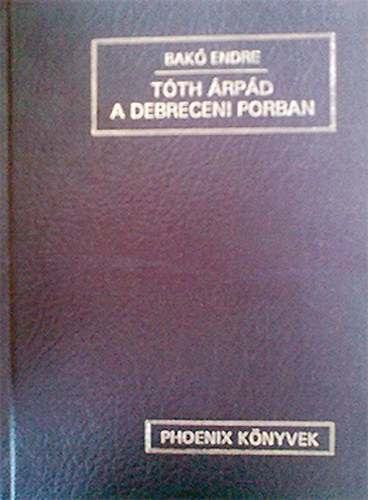 BAKÓ ENDRE
TÓTH ÁRPÁD
A DEBRECENI PORBAN
PHOENIX KÖNYVEK